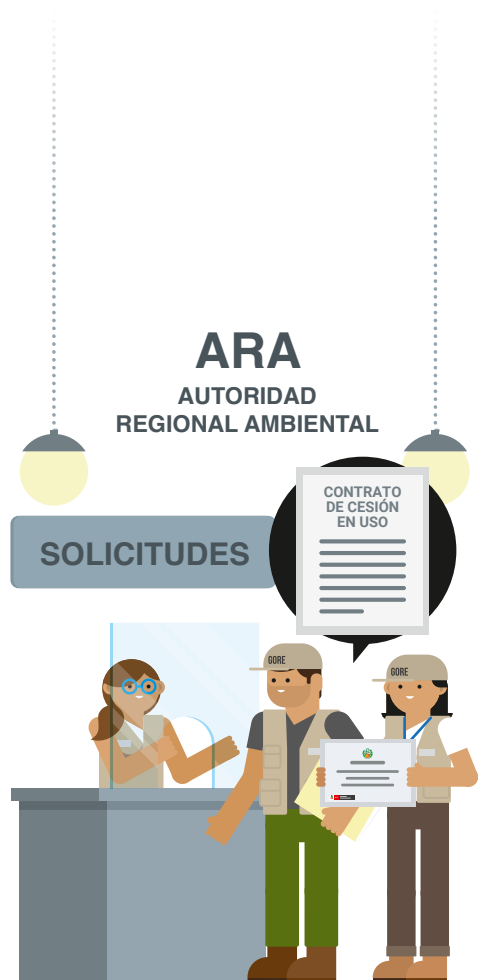 ARA
AUTORIDAD
REGIONAL AMBIENTAL
CONTRATO
DE CESIÓN
EN USO
SOLICITUDES
GORE
GORE